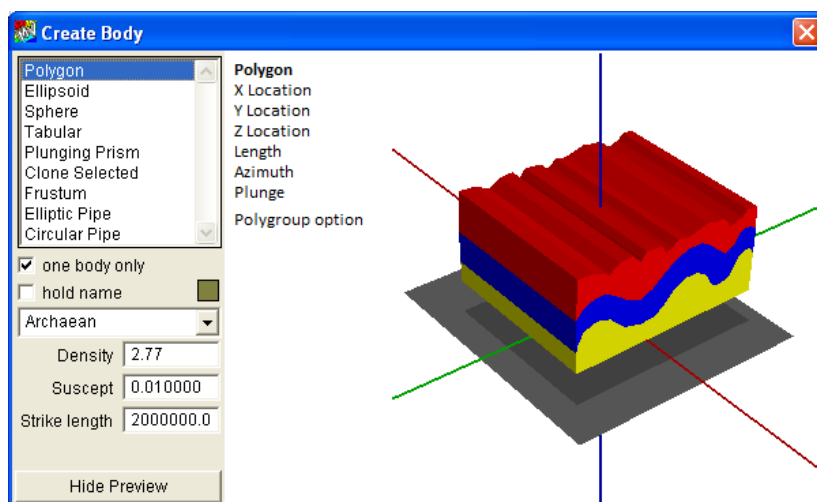 Create Body
Polygon
Ellipsoid
Sphere
Tabular
Plunging Prism
Clone Selected
Frustum
Elliptic Pipe
Circular Pipe
one body only
hold name
Archaean
Density 2.77
Suscept 0.010000
Strike length 2000000.0
Hide Preview
Polygon
X Location
Y Location
Z Location
Length
Azimuth
Plunge
Polygroup option